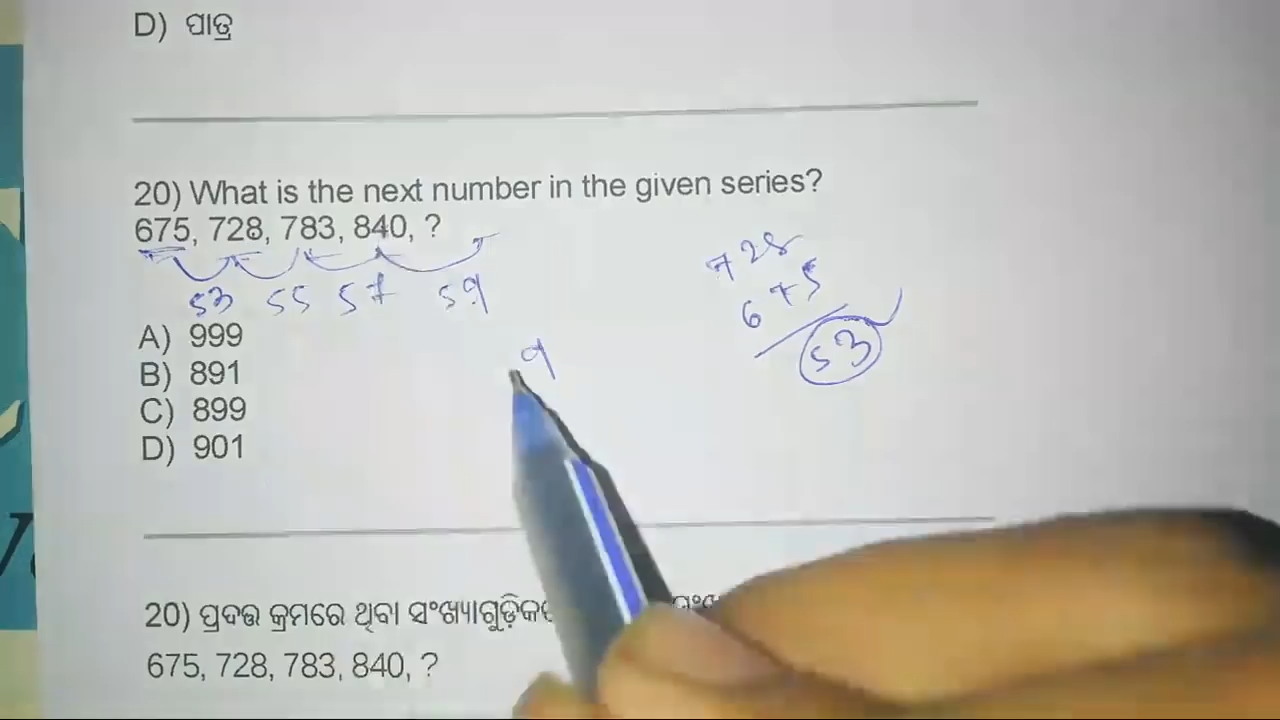 D) ପାତ୍ର
20) What is the next number in the given series?
675, 728, 783, 840, ?
53 55 57 59
728
675
53
A) 999
B) 891
C) 899
D) 901
9
20) ପ୍ରଦତ୍ତ କ୍ରମରେ ଥିବା
675, 728, 783, 840, ?